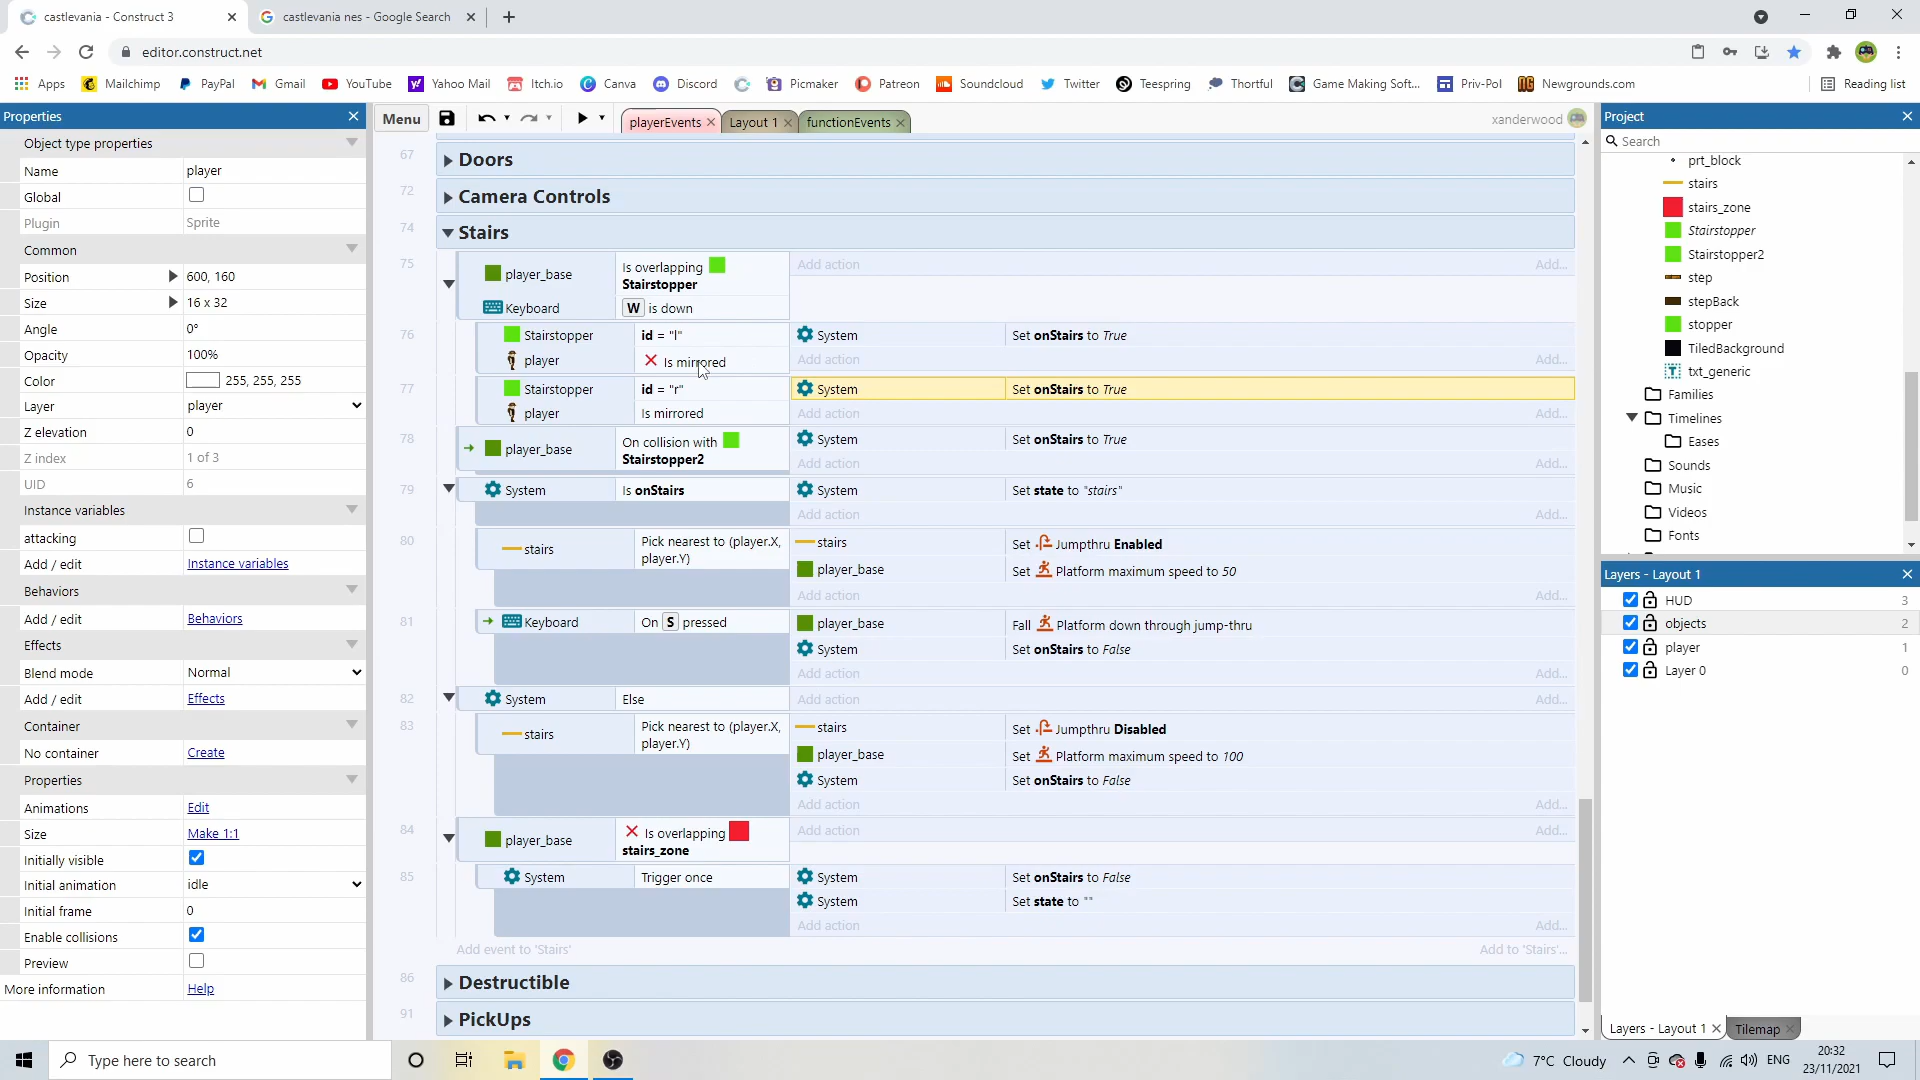 castlevania - Construct 3
castlevania nes - Google Search
editor.construct.net
Apps Mailchimp PayPal Gmail YouTube Yahoo Mail Itch.io Canva Discord Picmaker Patreon Soundcloud Twitter Teespring Thortful Game Making Soft... Priv-Pol Newgrounds.com Reading list
Properties
Object type properties
Name player
Global
Plugin Sprite
Common
Position 600, 160
Size 16 x 32
Angle 0°
Opacity 100%
Color 255, 255, 255
Layer player
Z elevation 0
Z index 1 of 3
UID 6
Instance variables
attacking
Add / edit Instance variables
Behaviors
Add / edit Behaviors
Effects
Blend mode Normal
Add / edit Effects
Container
No container Create
Properties
Animations Edit
Size Make 1:1
Initially visible
Initial animation idle
Initial frame 0
Enable collisions
Preview
More information Help
Menu
playerEvents Layout 1 functionEvents
xanderwood
67 Doors
72 Camera Controls
74 Stairs
75 player_base Is overlapping Stairstopper Add action Add...
Keyboard W is down
76 Stairstopper id = "l" System Set onStairs to True
player Is mirrored Add action Add...
77 Stairstopper id = "r" System Set onStairs to True
player Is mirrored Add action Add...
78 player_base On collision with Stairstopper2 System Set onStairs to True
Add action Add...
79 System Is onStairs System Set state to "stairs"
Add action Add...
80 stairs Pick nearest to (player.X, player.Y) stairs Set Jumpthru Enabled
player_base Set Platform maximum speed to 50
Add action Add...
81 Keyboard On S pressed player_base Fall Platform down through jump-thru
System Set onStairs to False
Add action Add...
82 System Else Add action Add...
83 stairs Pick nearest to (player.X, player.Y) stairs Set Jumpthru Disabled
player_base Set Platform maximum speed to 100
System Set onStairs to False
Add action Add...
84 player_base Is overlapping stairs_zone Add action Add...
85 System Trigger once System Set onStairs to False
System Set state to ""
Add action Add...
Add event to 'Stairs' Add to 'Stairs'...
86 Destructible
91 PickUps
Project
Search
prt_block
stairs
stairs_zone
Stairstopper
Stairstopper2
step
stepBack
stopper
TiledBackground
txt_generic
Families
Timelines
Eases
Sounds
Music
Videos
Fonts
Layers - Layout 1
HUD 3
objects 2
player 1
Layer 0 0
Layers - Layout 1 Tilemap
Type here to search
7°C Cloudy
ENG
20:32
23/11/2021